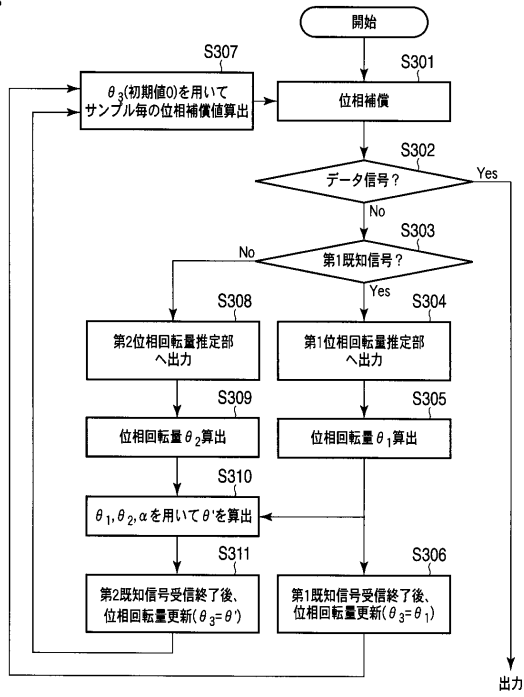 開始
S307
θ3(初期値0)を用いて
サンプル毎の位相補償値算出
S301
位相補償
S302
データ信号？
Yes
No
S303
第1既知信号？
No
Yes
S308
第2位相回転量推定部
へ出力
S304
第1位相回転量推定部
へ出力
S309
位相回転量θ2算出
S305
位相回転量θ1算出
S310
θ1,θ2,αを用いてθ'を算出
S311
第2既知信号受信終了後、
位相回転量更新(θ3=θ')
S306
第1既知信号受信終了後、
位相回転量更新(θ3=θ1)
出力